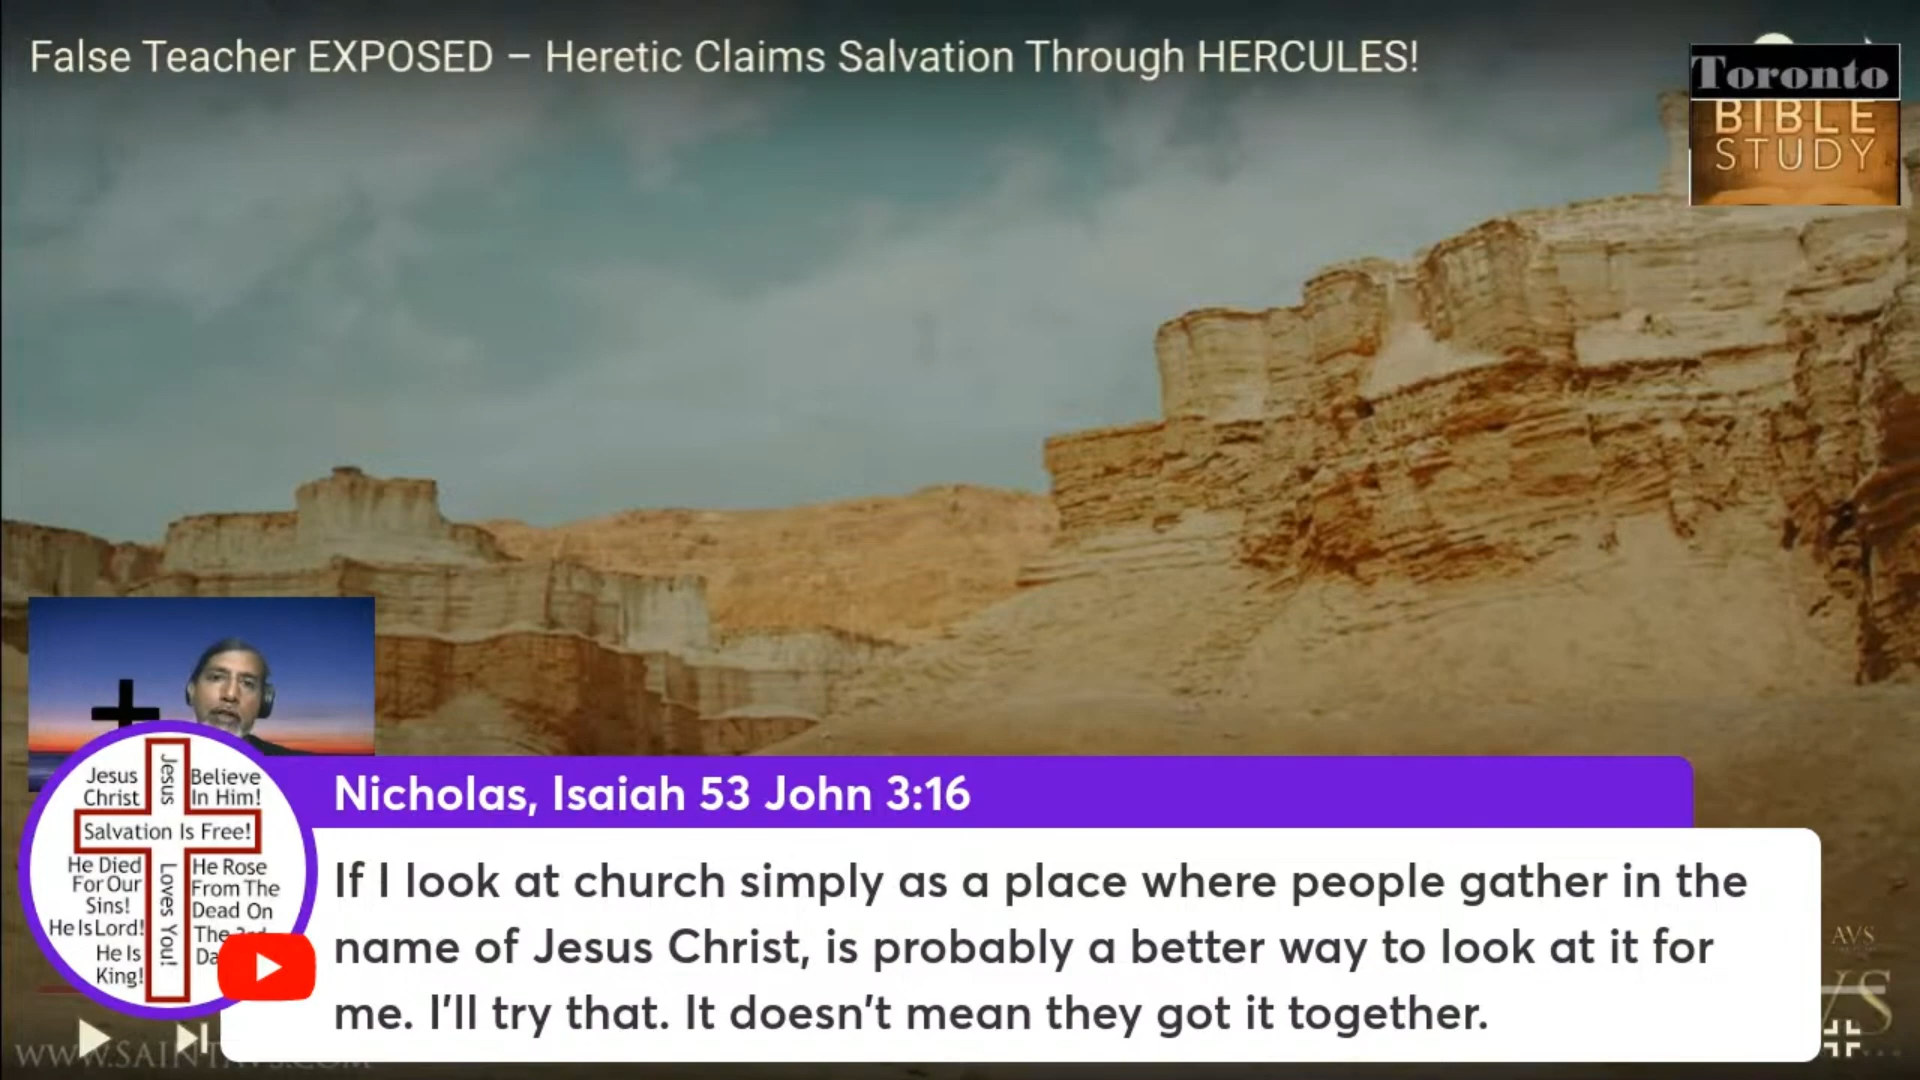 False Teacher EXPOSED – Heretic Claims Salvation Through HERCULES!
Toronto
BIBLE
STUDY
Nicholas, Isaiah 53 John 3:16
If I look at church simply as a place where people gather in the
name of Jesus Christ, is probably a better way to look at it for
me. I'll try that. It doesn't mean they got it together.
Jesus
Christ
Jesus
Believe
In Him!
Salvation Is Free!
He Died
For Our
Sins!
He Is Lord!
He Is
King!
Loves You!
He Rose
From The
Dead On
The
AVS